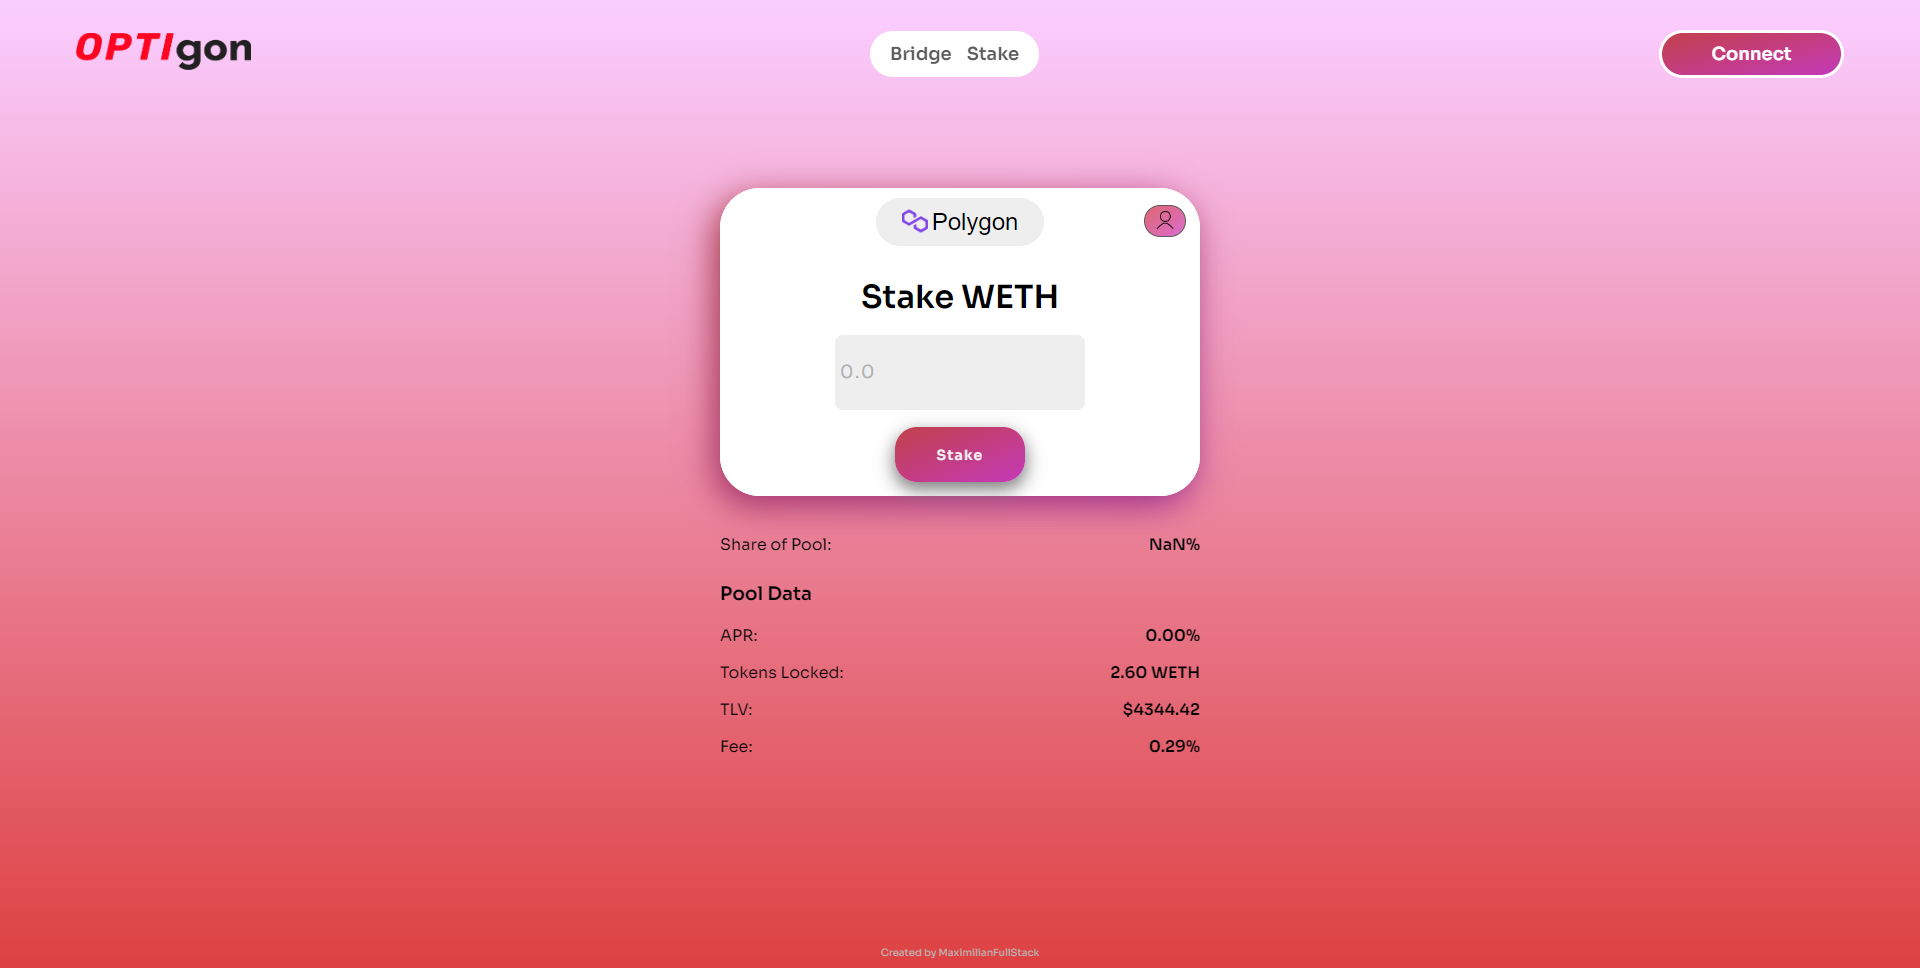 OPTIgon
Bridge Stake
Connect
Polygon
Stake WETH
0.0
Stake
Share of Pool: NaN%
Pool Data
APR: 0.00%
Tokens Locked: 2.60 WETH
TLV: $4344.42
Fee: 0.29%
Created by MaximilianFullStack